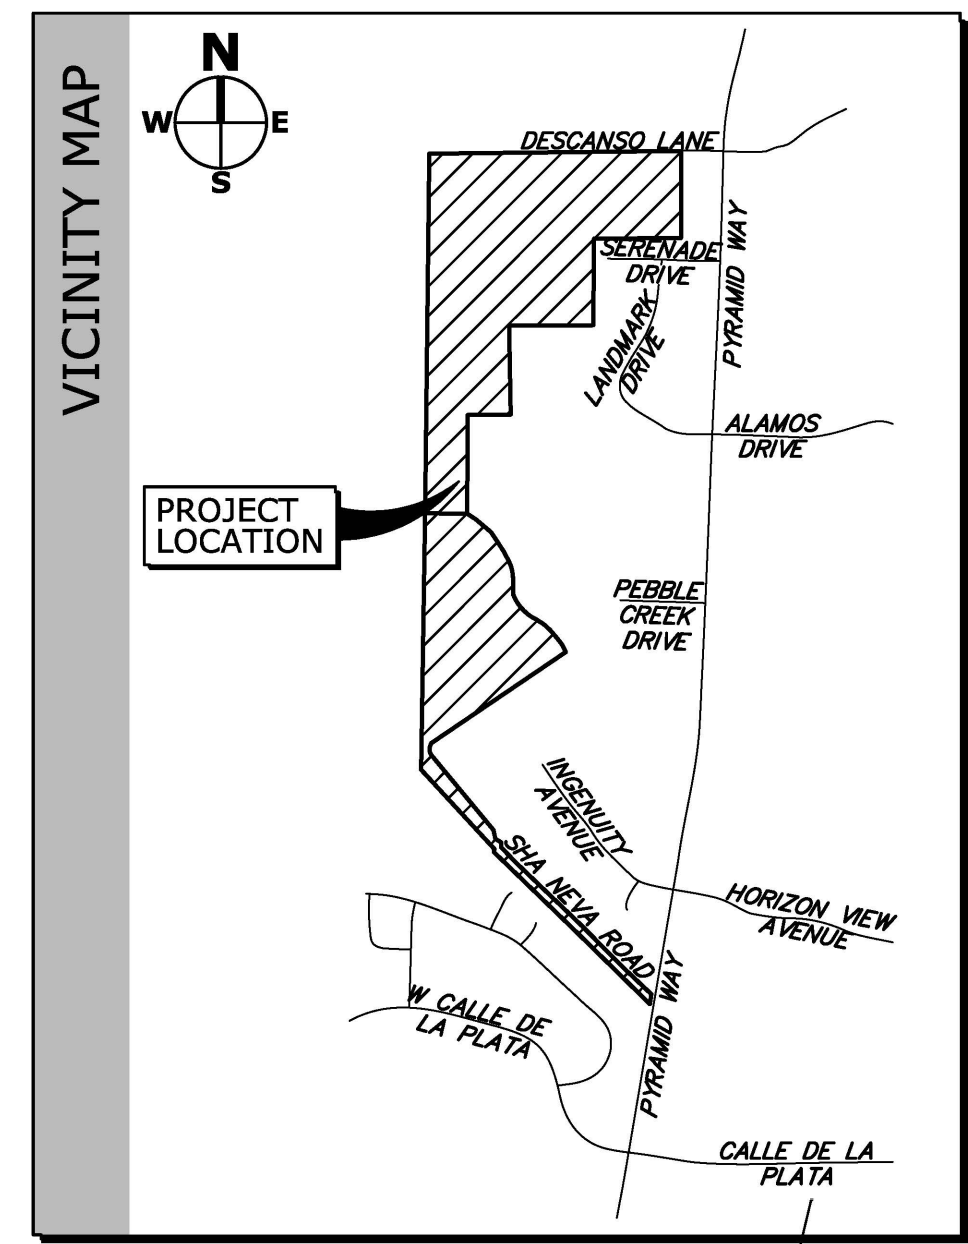 VICINITY MAP
N
W
E
S
DESCANSO LANE
PYRAMID WAY
SERENADE
DRIVE
LANDMARK
DRIVE
ALAMOS
DRIVE
PROJECT
LOCATION
PEBBLE
CREEK
DRIVE
INGENUITY
AVENUE
SHA NEVA ROAD
HORIZON VIEW
AVENUE
PYRAMID WAY
W CALLE DE
LA PLATA
CALLE DE LA
PLATA